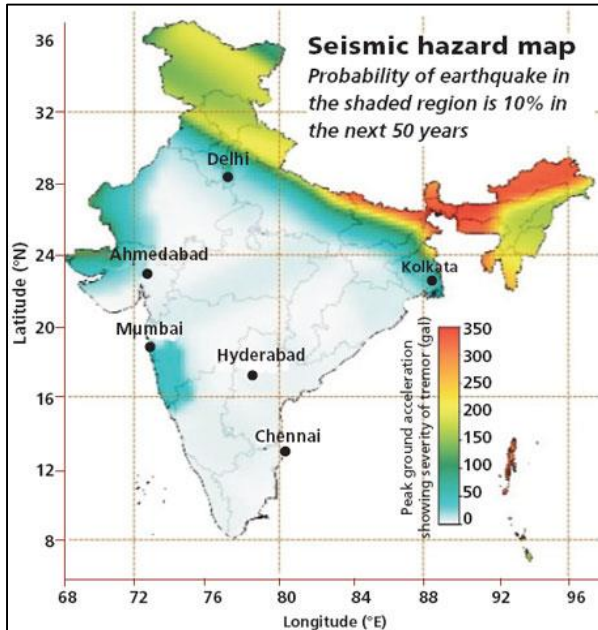 Seismic hazard map
Probability of earthquake in
the shaded region is 10% in
the next 50 years
36
32
28
24
20
16
12
8
Latitude (°N)
Delhi
Ahmedabad
Kolkata
Mumbai
Hyderabad
Chennai
Peak ground acceleration
showing severity of tremor (gal)
350
300
250
200
150
100
50
0
68 72 76 80 84 88 92 96
Longitude (°E)